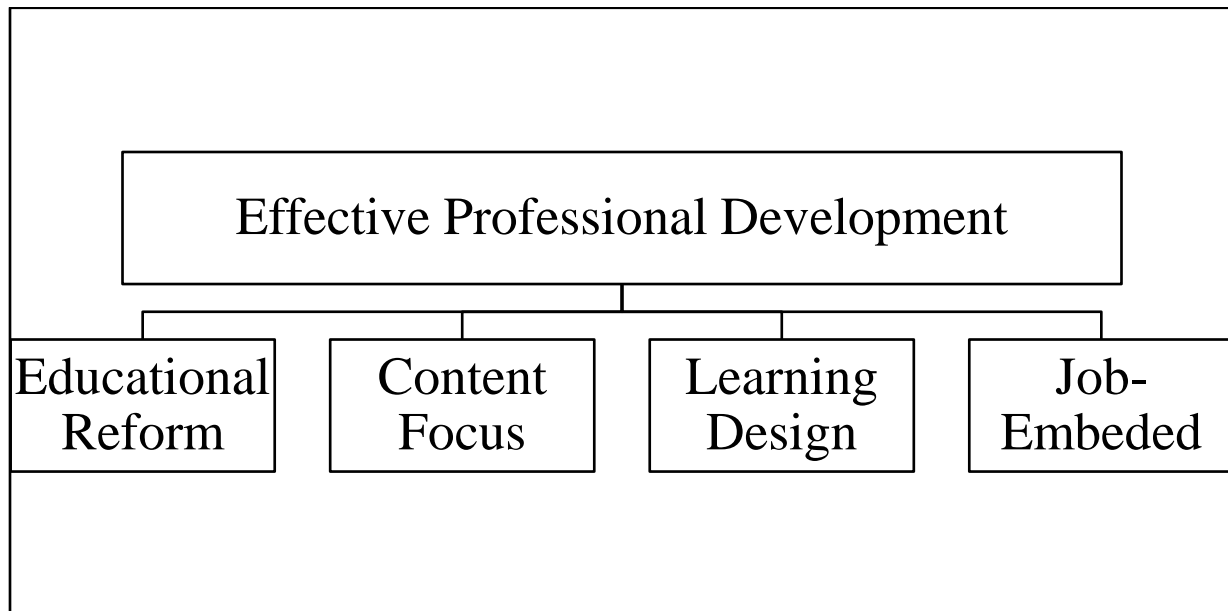 Effective Professional Development
Educational
Reform
Content
Focus
Learning
Design
Job-
Embeded